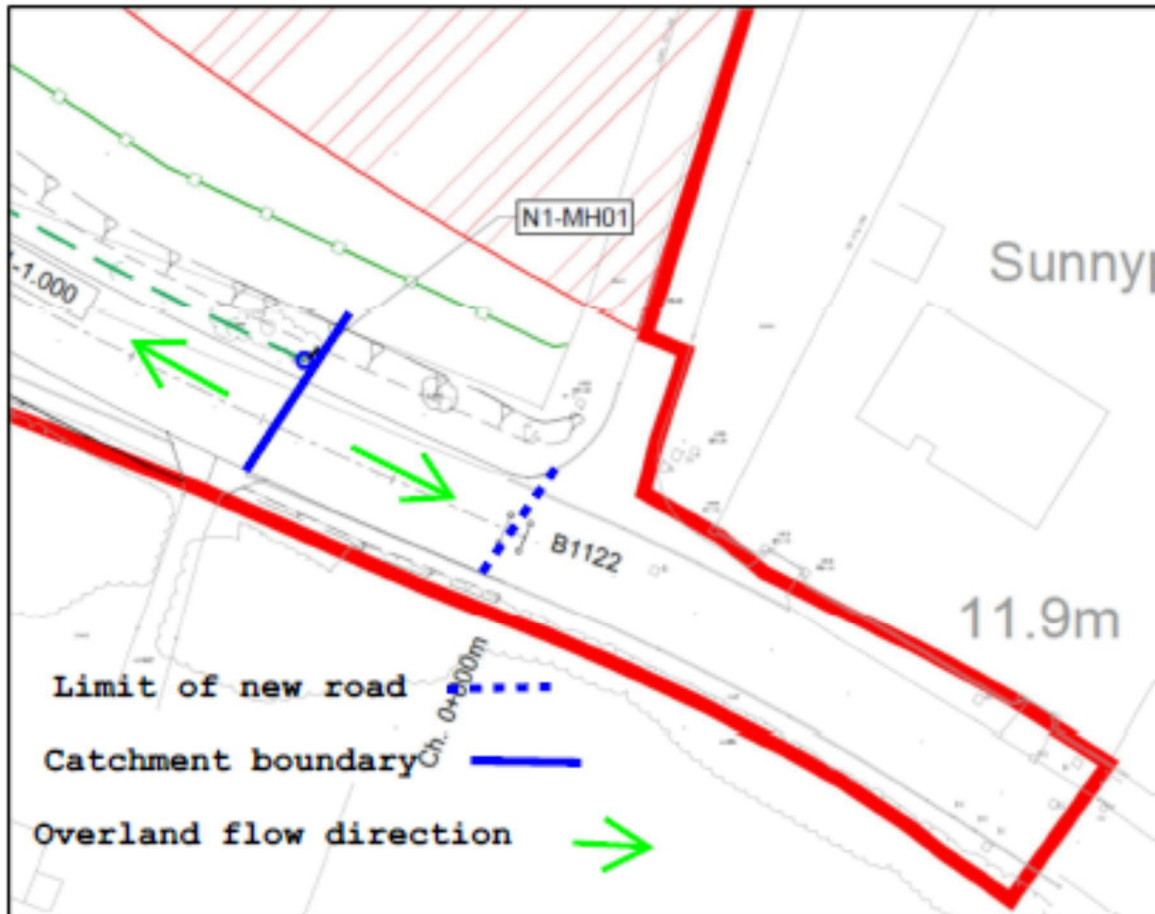 N1-MH01
Sunnyp
-1.000
B1122
11.9m
Ch. 0+000m
Limit of new road
Catchment boundary
Overland flow direction